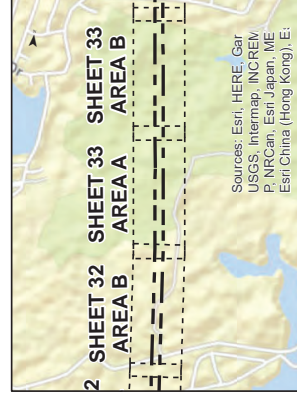 2
SHEET 32
AREA B
SHEET 33
AREA A
SHEET 33
AREA B
Sources: Esri, HERE, Gar
USGS, Intermap, INCREM
P, NRCan, Esri Japan, ME
Esri China (Hong Kong), E